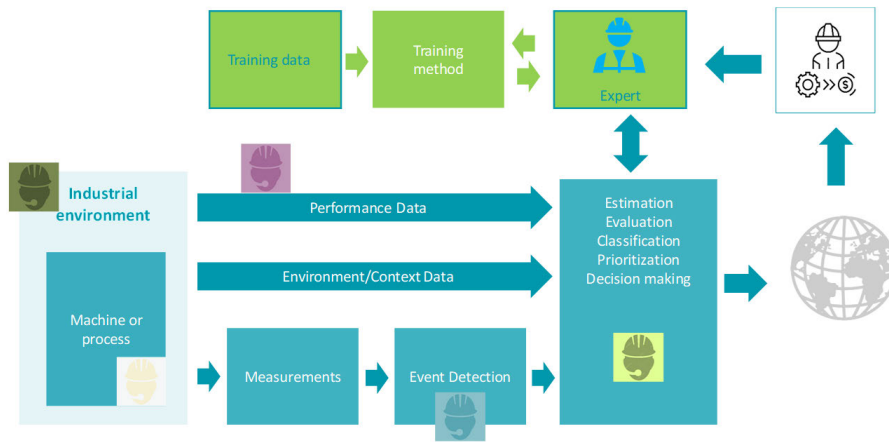 Training data
Training
method
Expert
Industrial
environment
Performance Data
Environment/Context Data
Machine or
process
Measurements
Event Detection
Estimation
Evaluation
Classification
Prioritization
Decision making